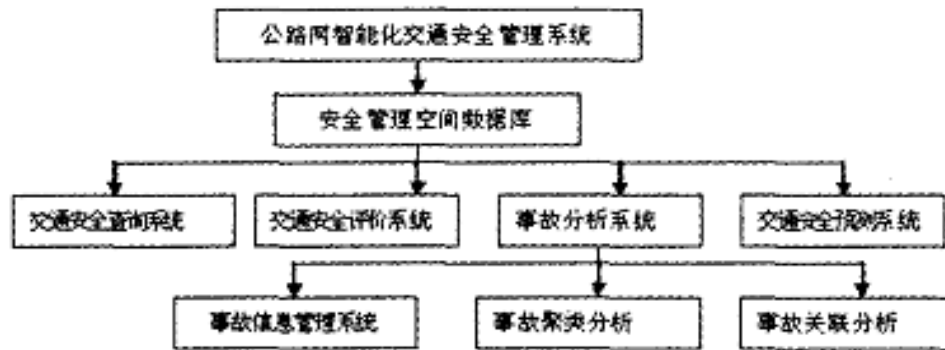 公路网智能化交通安全管理系统
安全管理空间数据库
交通安全查询系统
交通安全评价系统
事故分析系统
交通安全预测系统
事故信息管理系统
事故聚类分析
事故关联分析